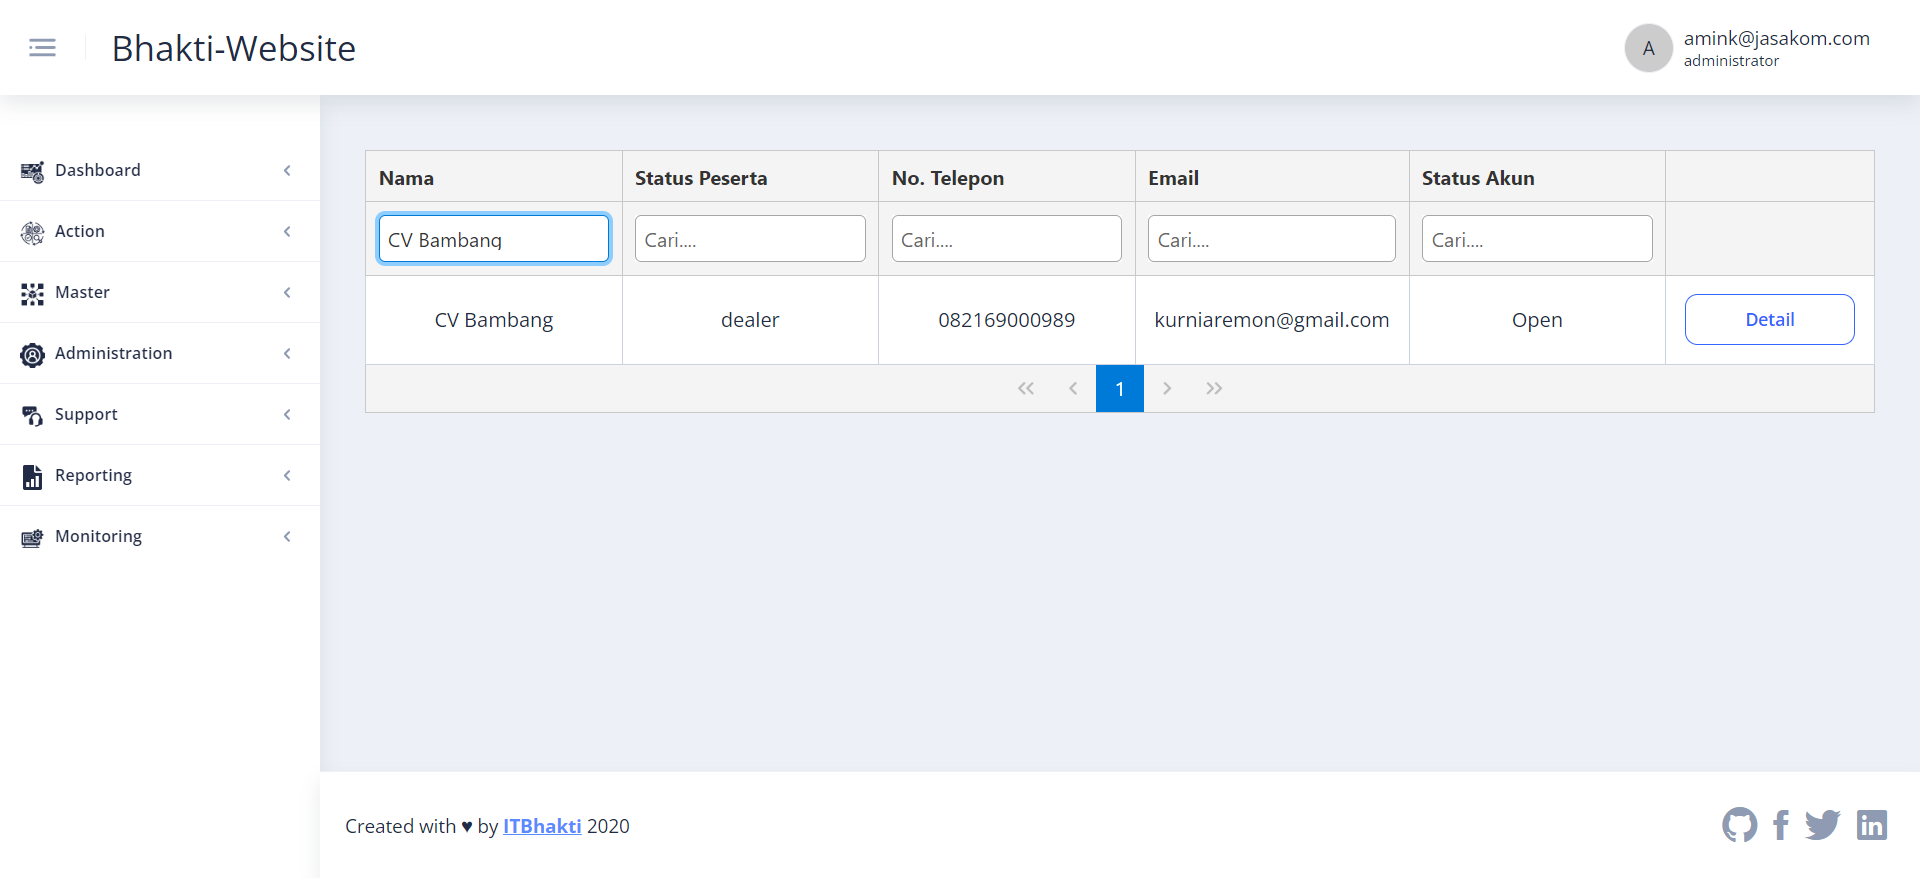 Bhakti-Website
A
amink@jasakom.com
administrator
Dashboard
Action
Master
Administration
Support
Reporting
Monitoring
Nama Status Peserta No. Telepon Email Status Akun
CV Bambang Cari.... Cari.... Cari.... Cari....
CV Bambang dealer 082169000989 kurniaremon@gmail.com Open Detail
1
Created with ♥ by ITBhakti 2020